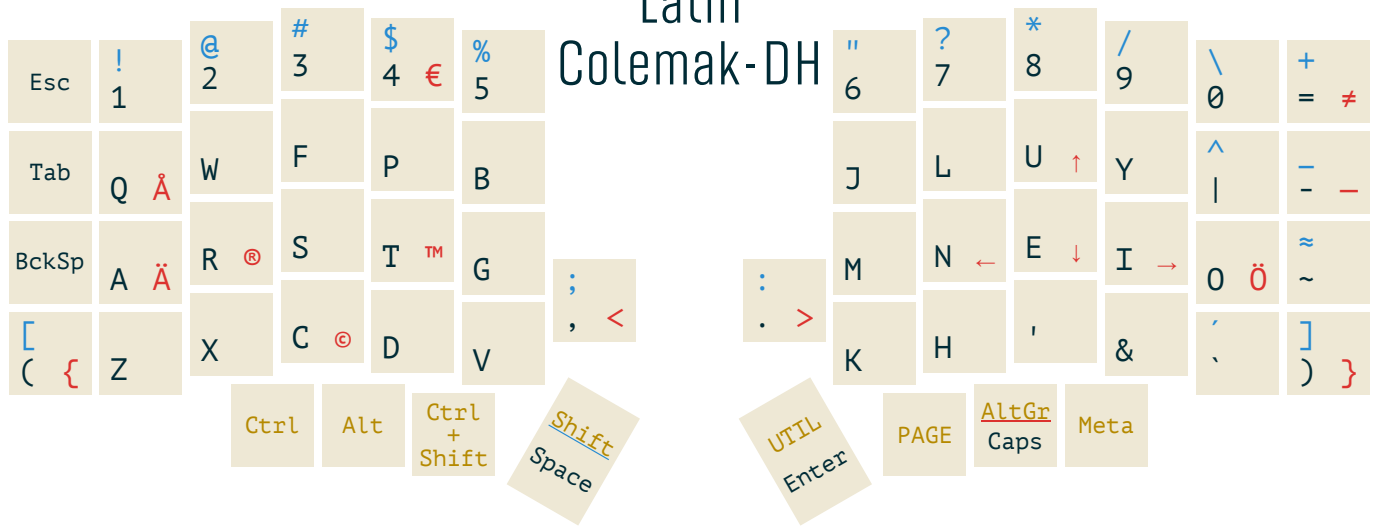 Latin
Colemak-DH
Esc
!
1
@
2
#
3
$
4 €
%
5
"
6
?
7
*
8
/
9
\
0
+
= ≠
Tab
Q Å
W
F
P
B
J
L
U ↑
Y
^
|
_
- —
BckSp
A Ä
R ®
S
T ™
G
;
, <
:
. >
M
N ←
E ↓
I →
O Ö
≈
~
[
( {
Z
X
C ©
D
V
K
H
'
&
´
`
]
) }
Ctrl
Alt
Ctrl
+
Shift
Shift
Space
UTIL
Enter
PAGE
AltGr
Caps
Meta